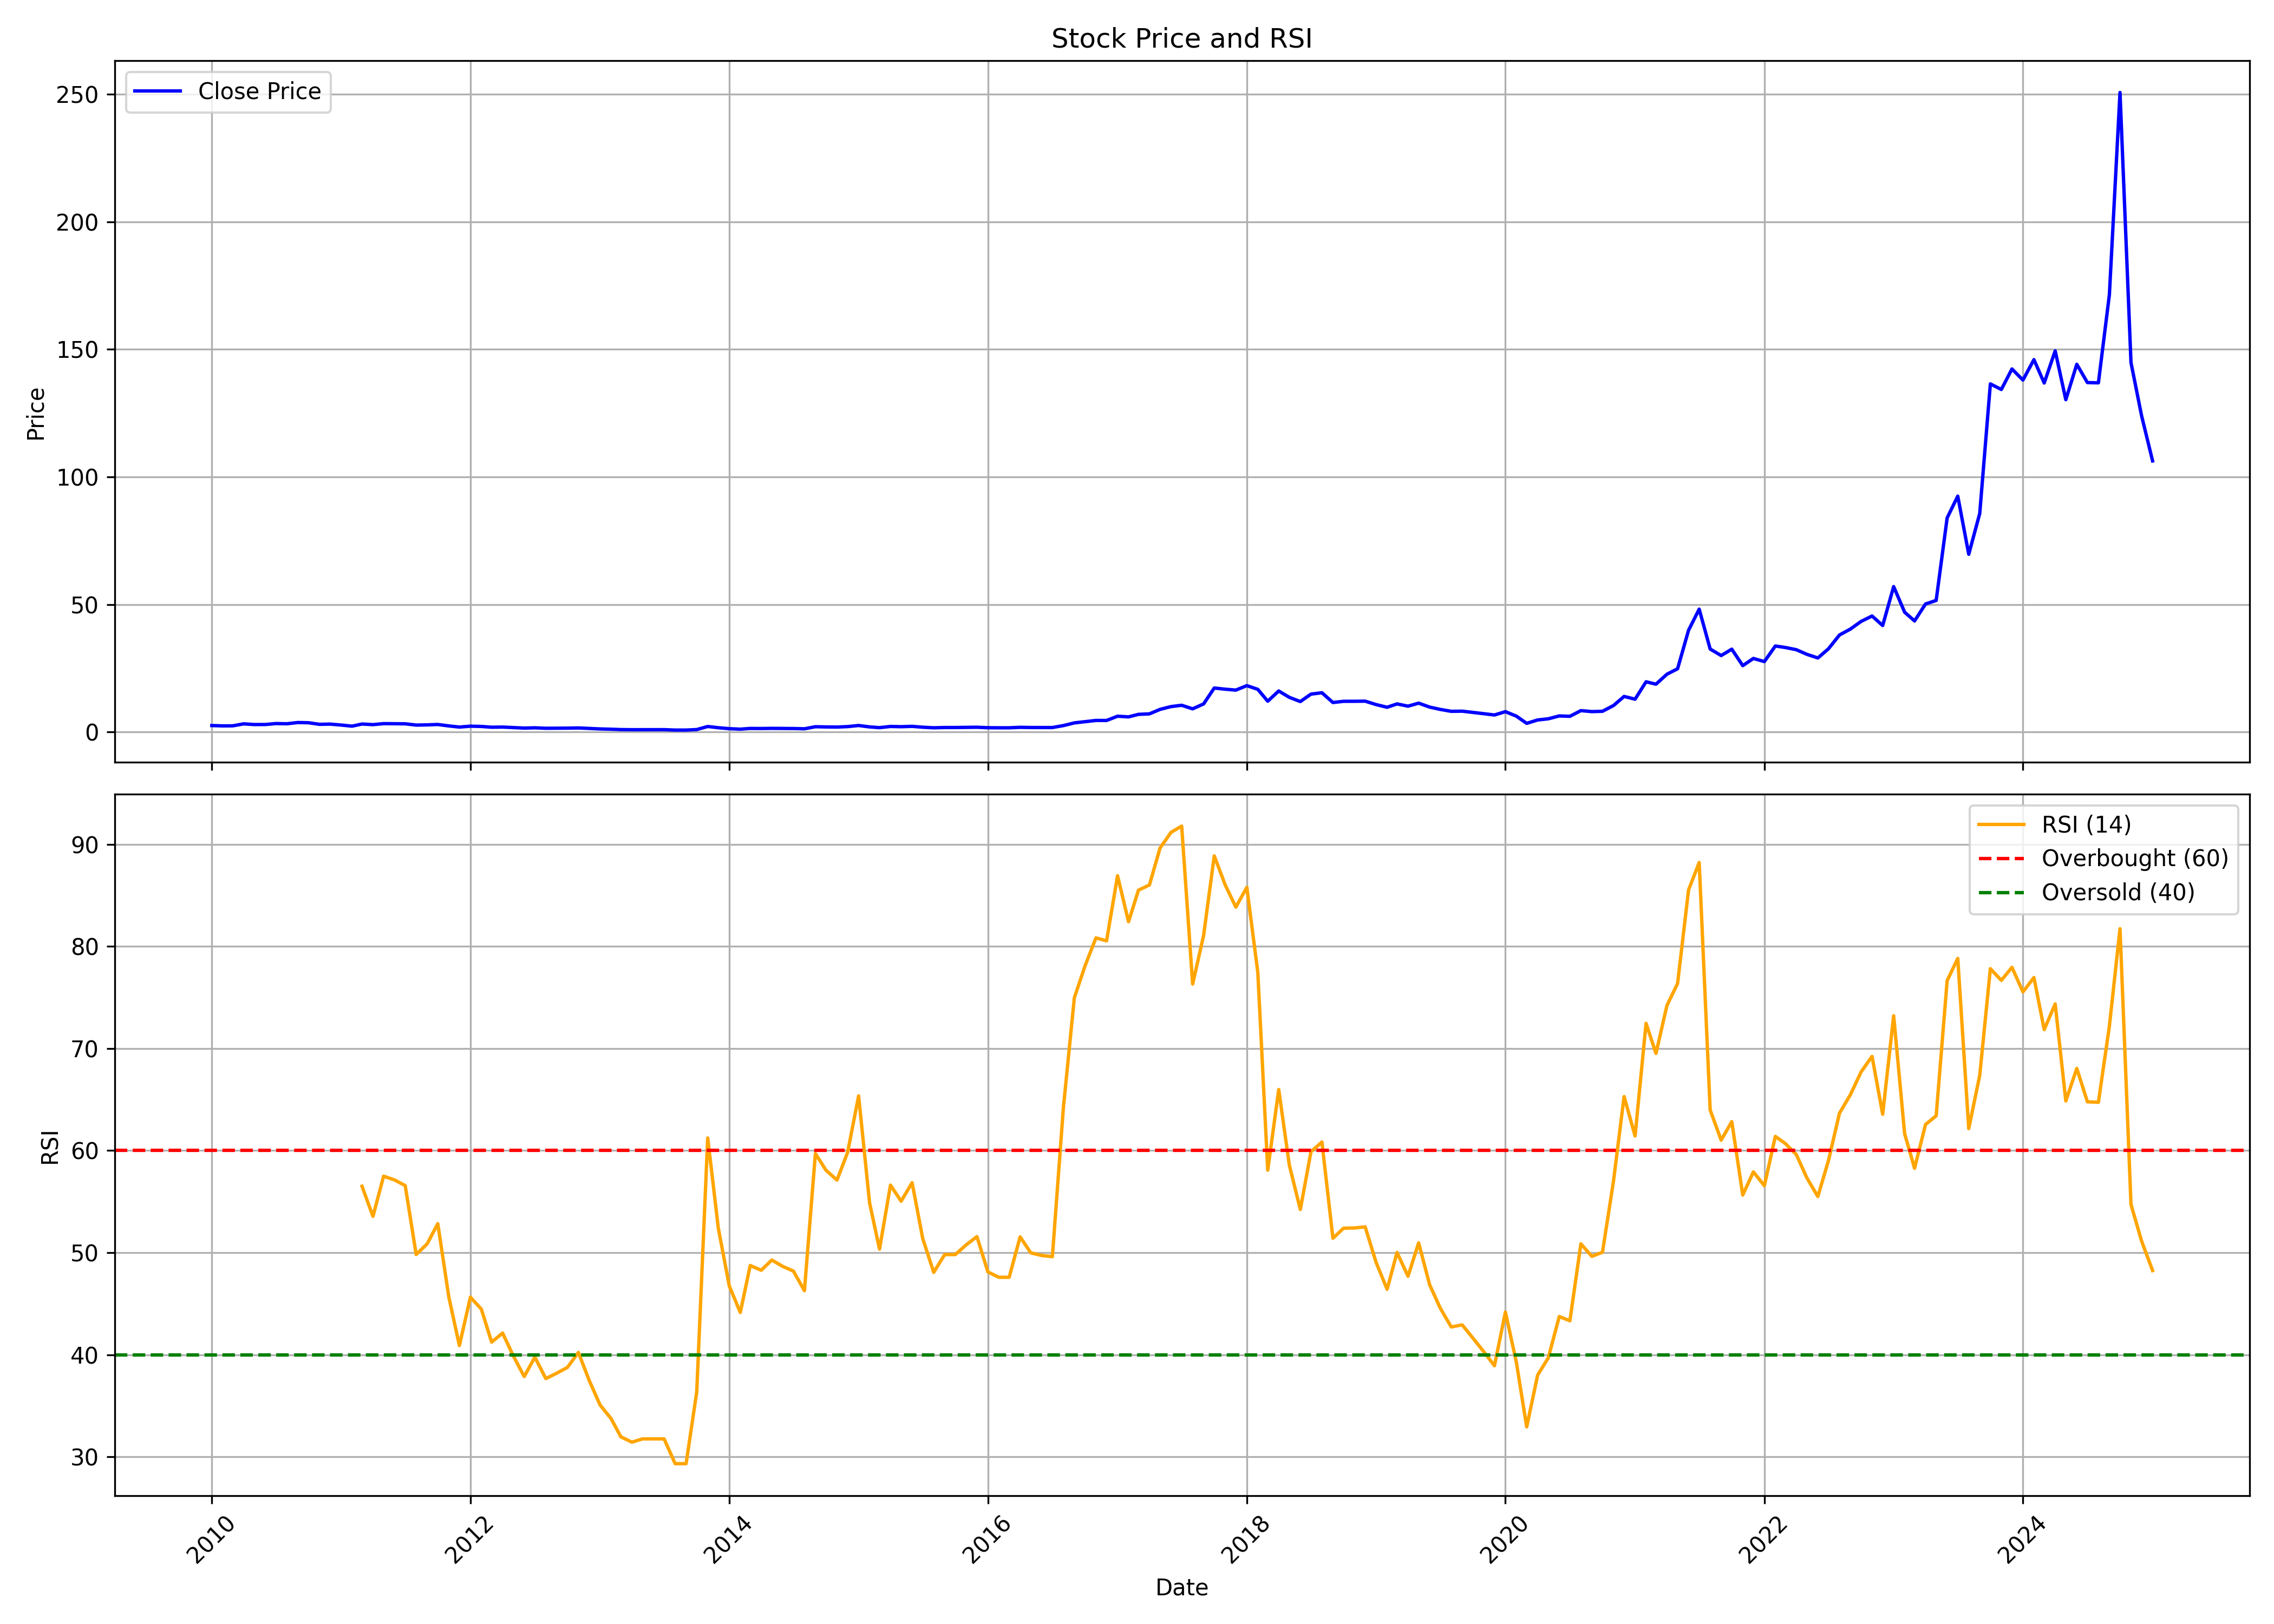 Stock Price and RSI
Close Price
250
200
150
100
50
0
Price
RSI (14)
Overbought (60)
Oversold (40)
90
80
70
60
50
40
30
RSI
2010
2012
2014
2016
2018
2020
2022
2024
Date